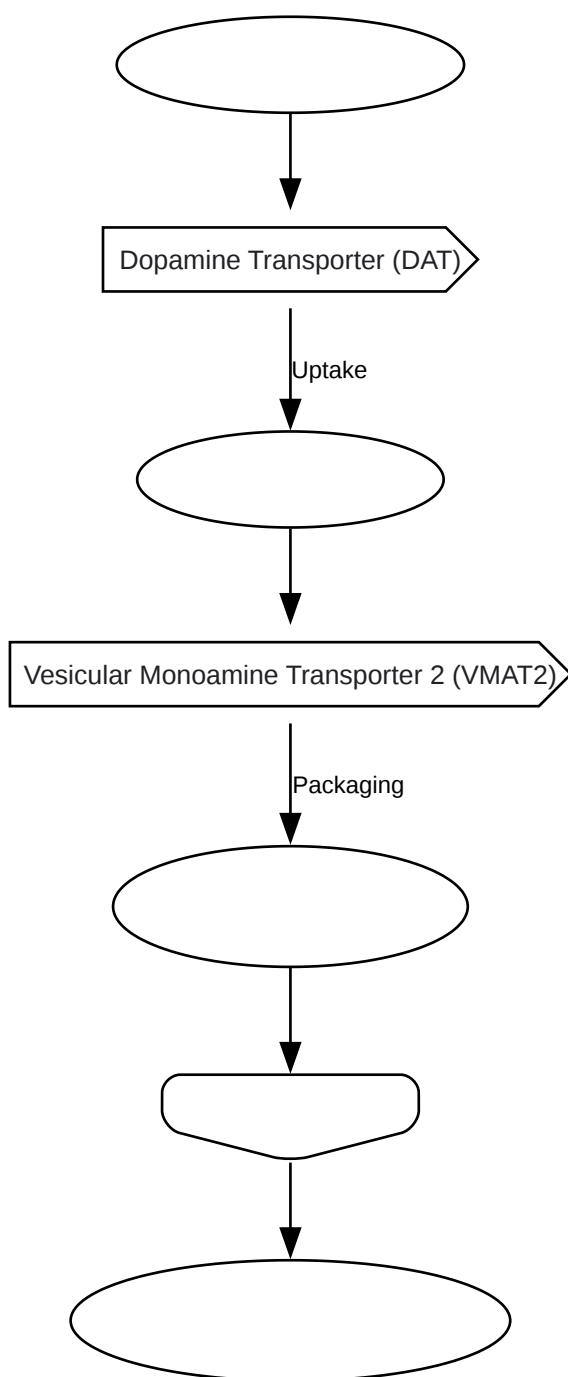 Dopamine Transporter (DAT)
Uptake
Vesicular Monoamine Transporter 2 (VMAT2)
Packaging